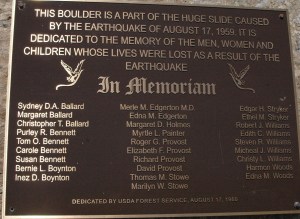 THIS BOULDER IS A PART OF THE HUGE SLIDE CAUSED
BY THE EARTHQUAKE OF AUGUST 17, 1959. IT IS
DEDICATED TO THE MEMORY OF THE MEN, WOMEN AND
CHILDREN WHOSE LIVES WERE LOST AS A RESULT OF THE
EARTHQUAKE
In Memoriam
Sydney D.A. Ballard
Margaret Ballard
Christopher T. Ballard
Purley R. Bennett
Tom O. Bennett
Carole Bennett
Susan Bennett
Bernie L. Boynton
Inez D. Boynton
Merle M. Edgerton M.D.
Edna M. Edgerton
Margaret D. Holmes
Myrtle L. Painter
Roger G. Provost
Elizabeth F. Provost
Richard Provost
David Provost
Thomas M. Stowe
Marilyn W. Stowe
Edgar H. Stryker
Ethel M. Stryker
Robert J. Williams
Edith C. Williams
Steven R. Williams
Micheal J. Williams
Christy L. Williams
Harmon Woods
Edna M. Woods
DEDICATED BY USDA FOREST SERVICE, AUGUST 17,